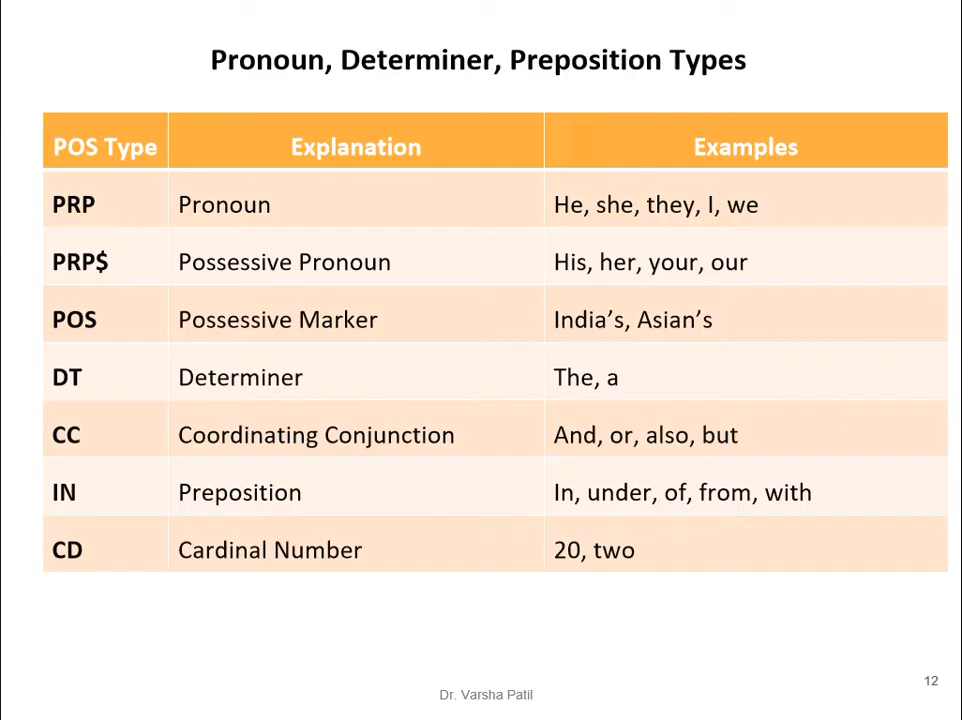 Pronoun, Determiner, Preposition Types
POS Type Explanation Examples
PRP Pronoun He, she, they, I, we
PRP$ Possessive Pronoun His, her, your, our
POS Possessive Marker India’s, Asian’s
DT Determiner The, a
CC Coordinating Conjunction And, or, also, but
IN Preposition In, under, of, from, with
CD Cardinal Number 20, two
12
Dr. Varsha Patil